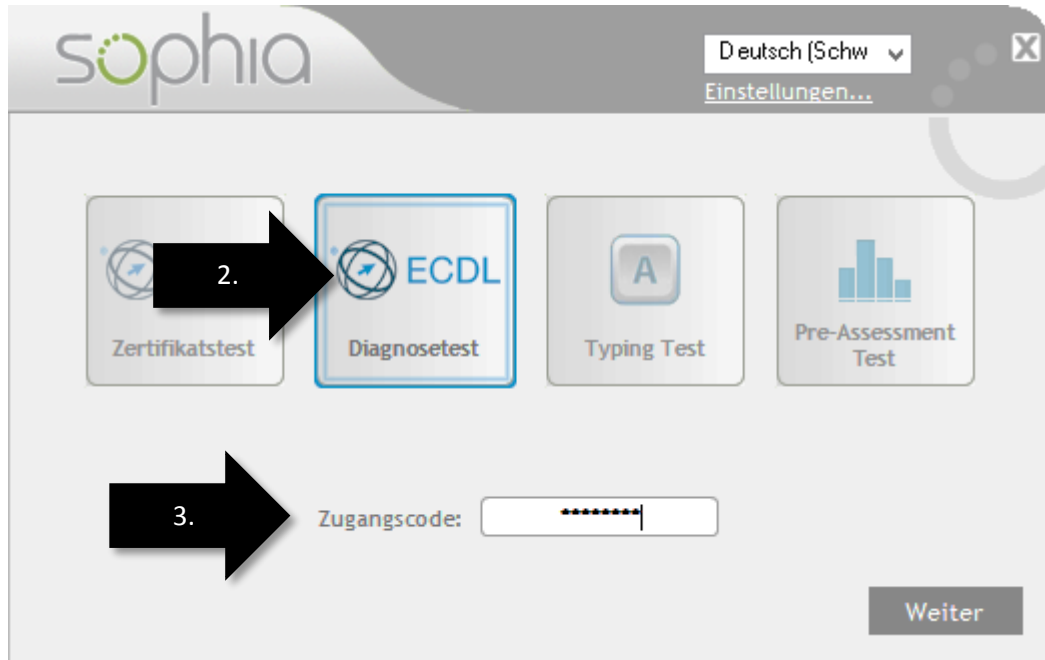 sophia
Deutsch (Schw
Einstellungen...
2.
ECDL
A
Zertifikatstest
Diagnosetest
Typing Test
Pre-Assessment
Test
3.
Zugangscode: ********
Weiter